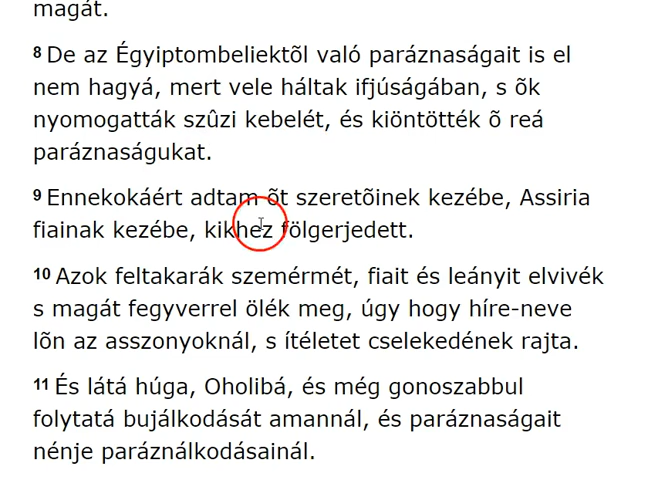 magát.
8 De az Égyiptombeliektõl való paráznaságait is el
nem hagyá, mert vele háltak ifjúságában, s õk
nyomogatták szûzi kebelét, és kiöntötték õ reá
paráznaságukat.
9 Ennekokáért adtam õt szeretõinek kezébe, Assiria
fiainak kezébe, kikhez fölgerjedett.
10 Azok feltakarák szemérmét, fiait és leányit elvivék
s magát fegyverrel ölék meg, úgy hogy híre-neve
lõn az asszonyoknál, s ítéletet cselekedének rajta.
11 És látá húga, Oholibá, és még gonoszabbul
folytatá bujálkodását amannál, és paráznaságait
nénje paráználkodásainál.